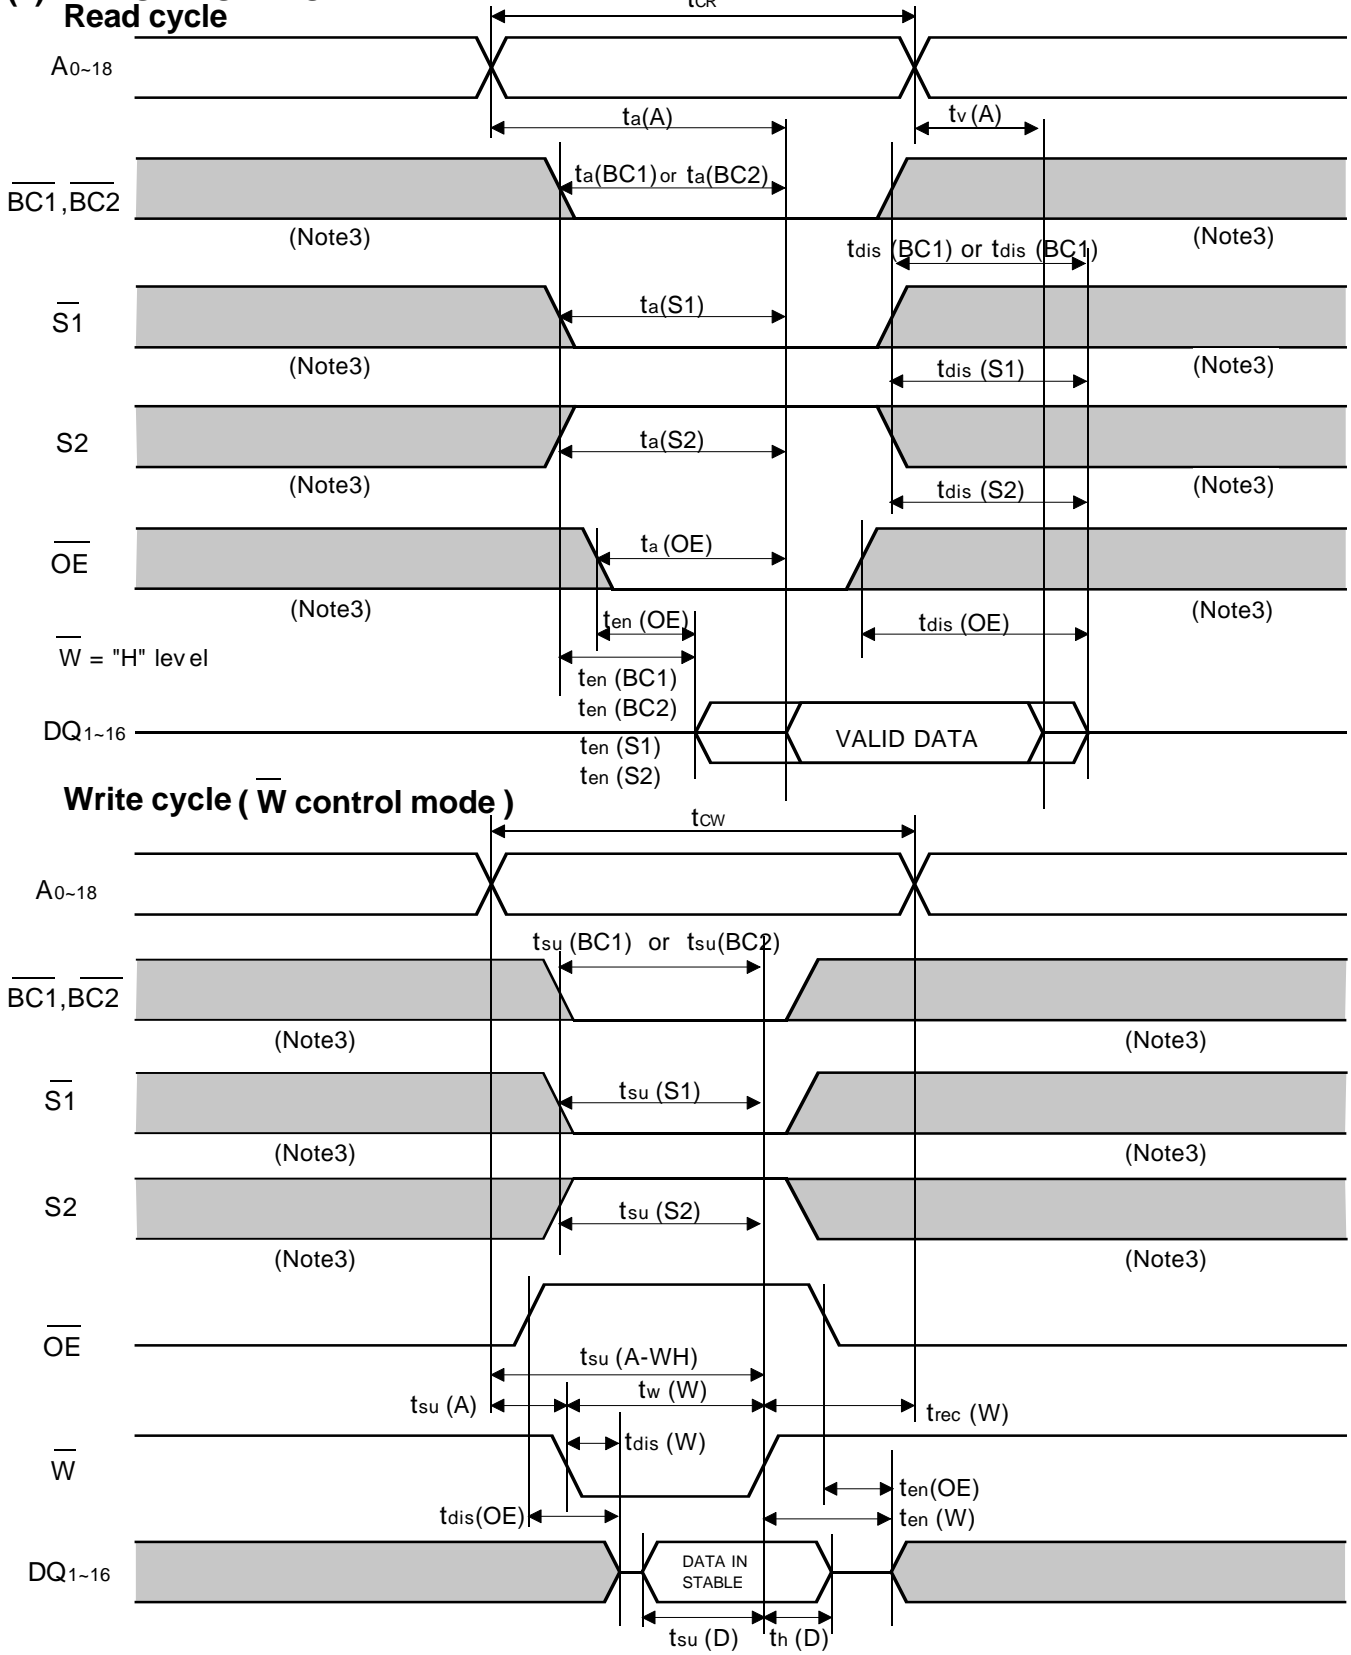 Read cycle
tCR
A0~18
ta(A)
tv (A)
BC1,BC2
ta(BC1) or ta(BC2)
(Note3)
(Note3)
tdis (BC1) or tdis (BC1)
S1
ta(S1)
(Note3)
(Note3)
tdis (S1)
S2
ta(S2)
(Note3)
(Note3)
tdis (S2)
OE
ta (OE)
(Note3)
(Note3)
ten (OE)
tdis (OE)
W = "H" level
ten (BC1)
ten (BC2)
DQ1~16
VALID DATA
ten (S1)
ten (S2)
Write cycle ( W control mode )
tCW
A0~18
tsu (BC1) or tsu(BC2)
BC1,BC2
(Note3)
(Note3)
S1
tsu (S1)
(Note3)
(Note3)
S2
tsu (S2)
(Note3)
(Note3)
OE
tsu (A-WH)
tsu (A)
tw (W)
trec (W)
W
tdis (W)
ten(OE)
tdis(OE)
ten (W)
DQ1~16
DATA IN
STABLE
tsu (D)
th (D)